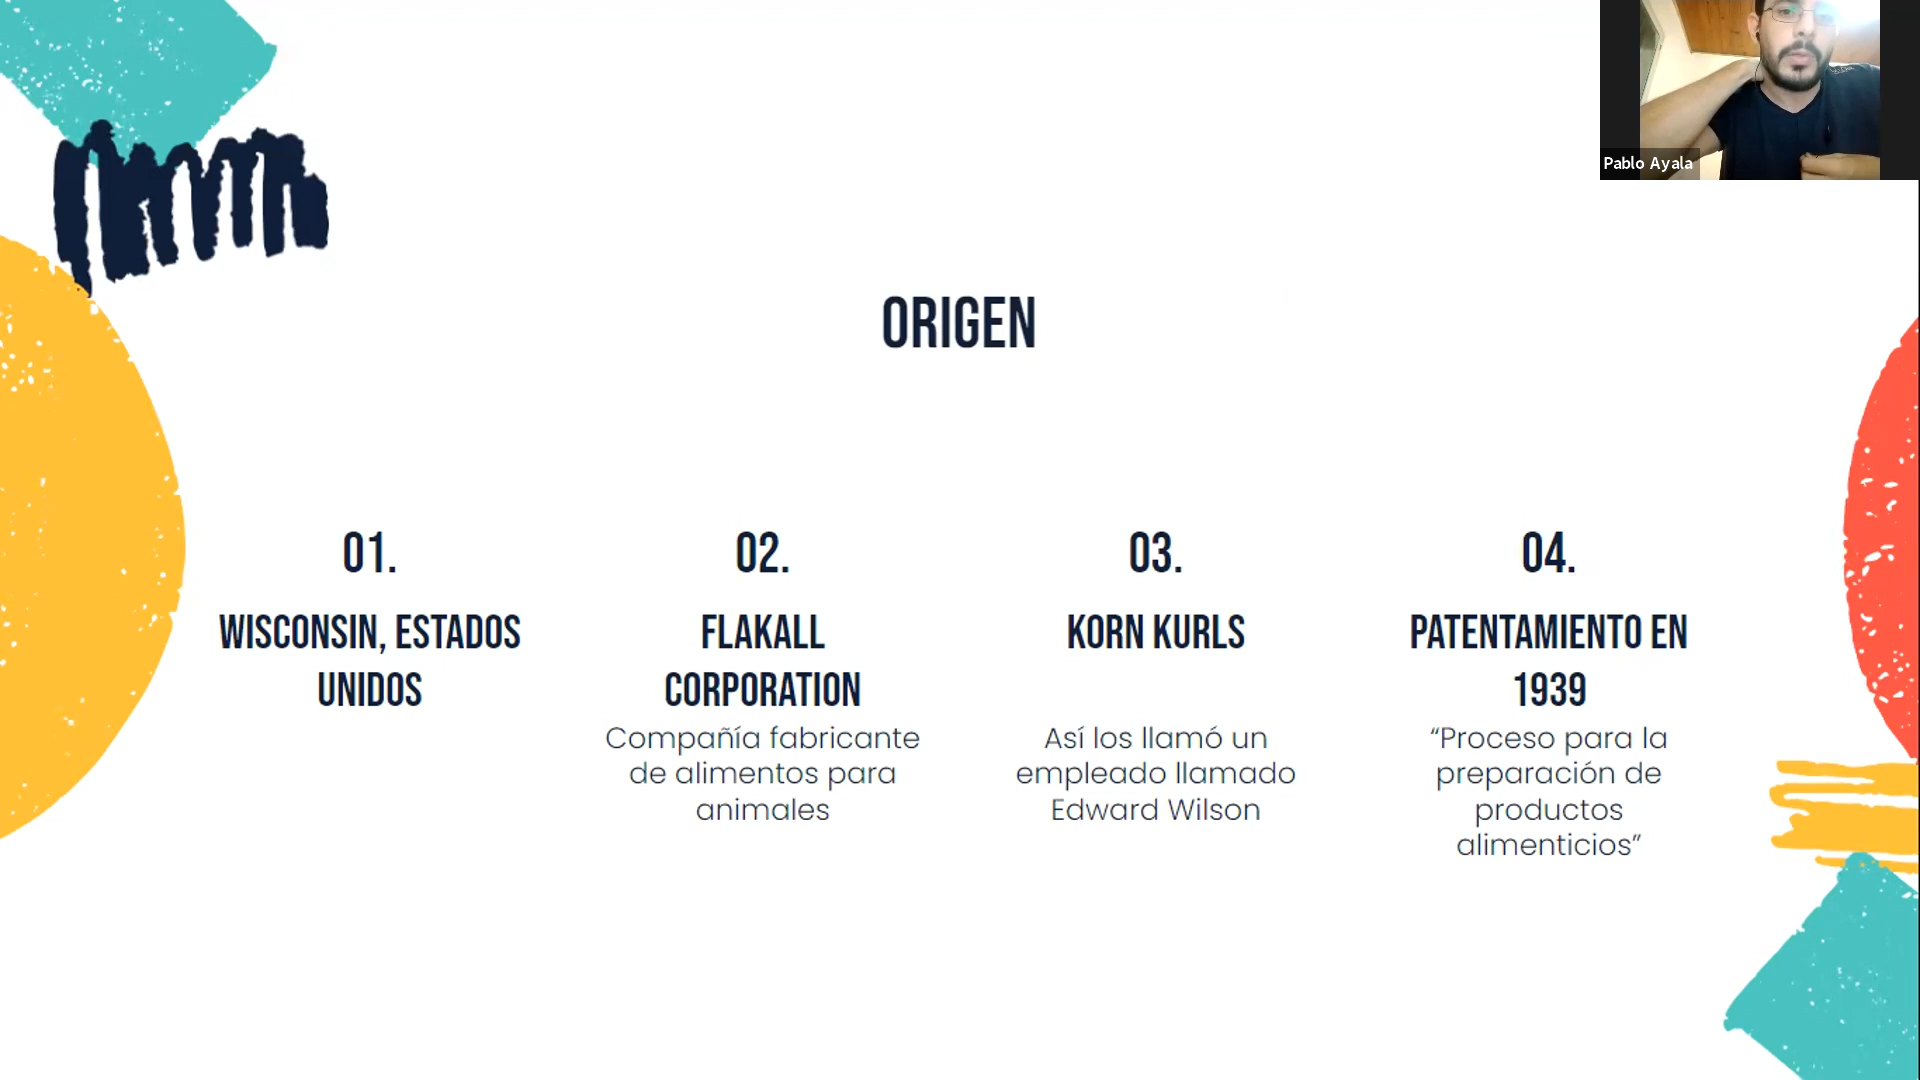 Pablo Ayala
ORIGEN
01.
WISCONSIN, ESTADOS
UNIDOS
02.
FLAKALL
CORPORATION
Compañía fabricante
de alimentos para
animales
03.
KORN KURLS
Así los llamó un
empleado llamado
Edward Wilson
04.
PATENTAMIENTO EN
1939
“Proceso para la
preparación de
productos
alimenticios”